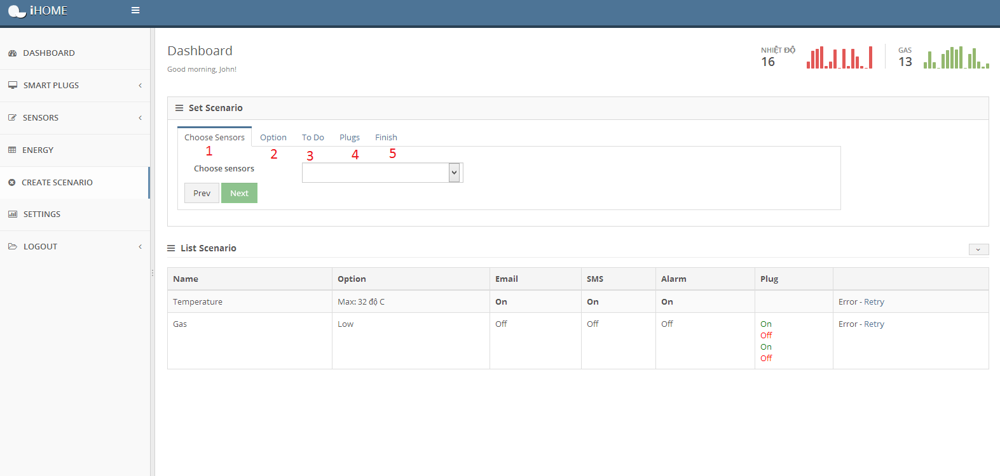 iHOME
DASHBOARD
SMART PLUGS
SENSORS
ENERGY
CREATE SCENARIO
SETTINGS
LOGOUT
Dashboard
Good morning, John!
NHIỆT ĐỘ
16
GAS
13
Set Scenario
Choose Sensors Option To Do Plugs Finish
1 2 3 4 5
Choose sensors
Prev Next
List Scenario
Name Option Email SMS Alarm Plug
Temperature Max: 32 độ C On On On Error - Retry
Gas Low Off Off Off On Error - Retry
Off
On
Off